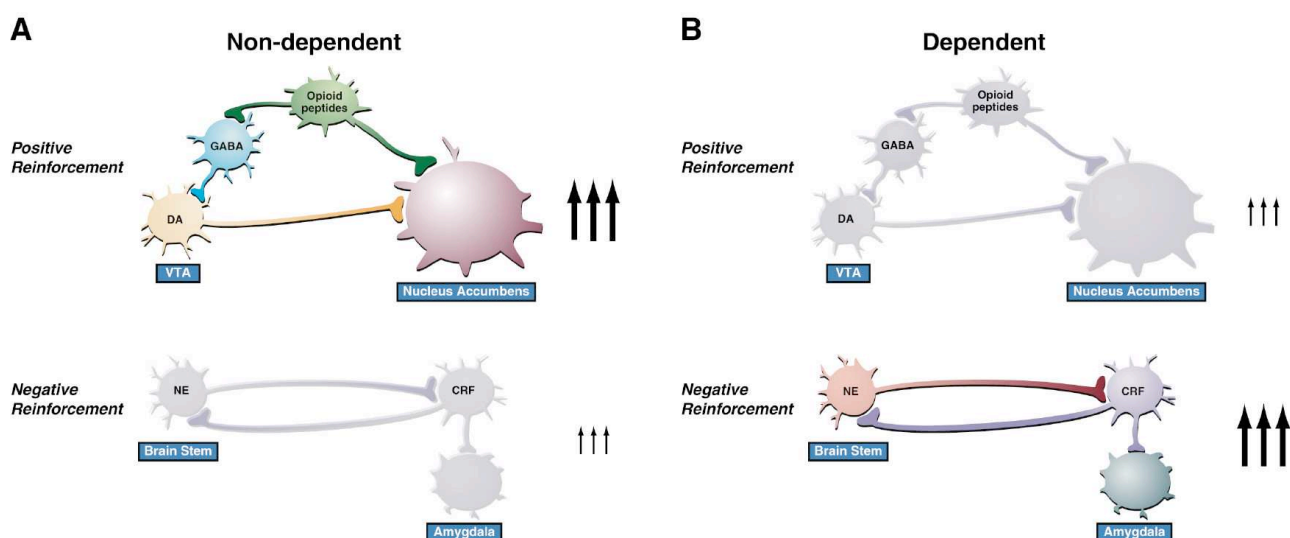 A
Non-dependent
Positive
Reinforcement
Opioid
peptides
GABA
DA
VTA
Nucleus Accumbens
Negative
Reinforcement
NE
CRF
Brain Stem
Amygdala
B
Dependent
Positive
Reinforcement
Opioid
peptides
GABA
DA
VTA
Nucleus Accumbens
Negative
Reinforcement
NE
CRF
Brain Stem
Amygdala